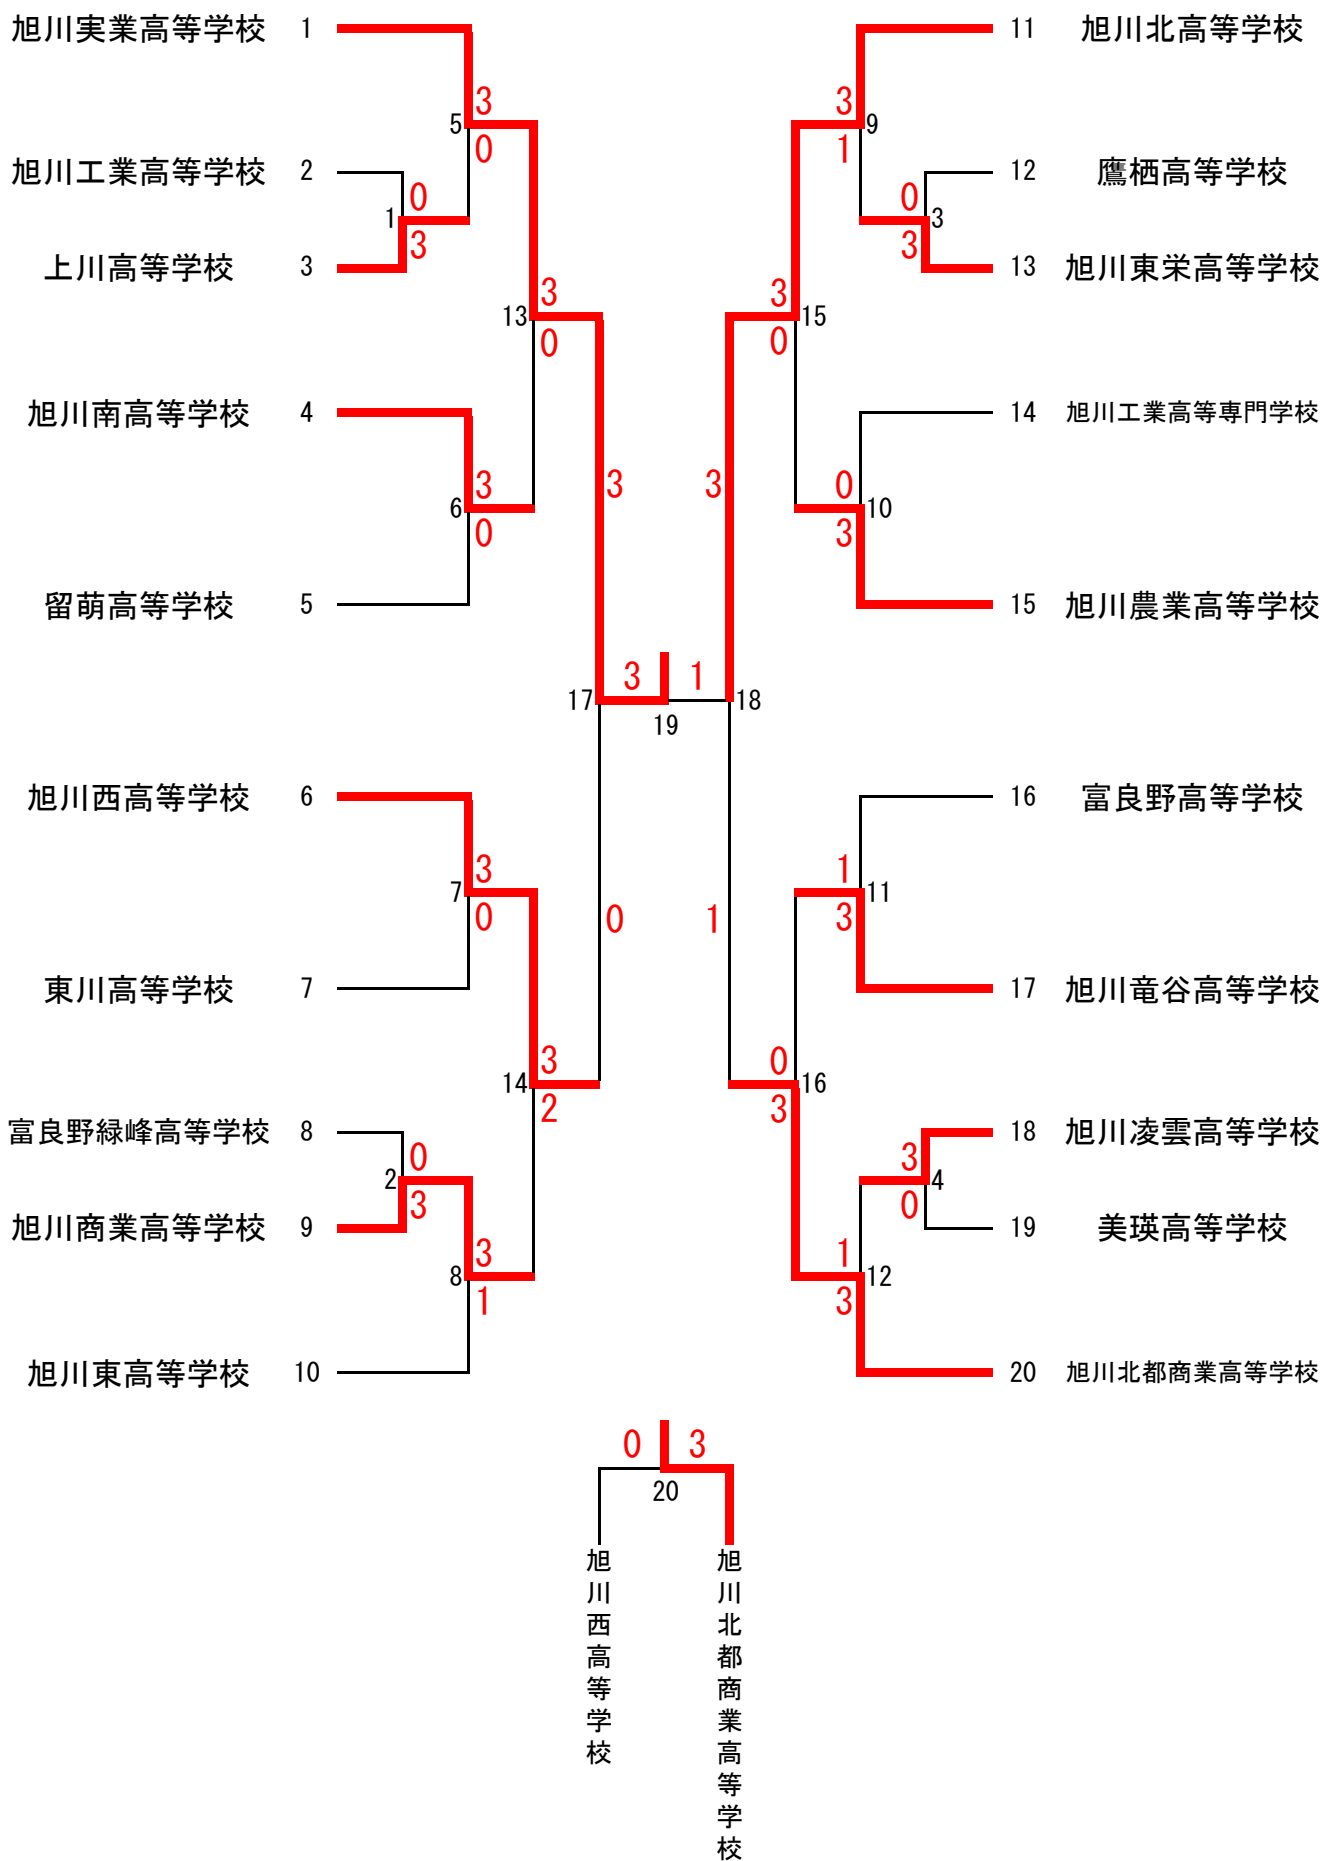 旭川実業高等学校 1
11 旭川北高等学校
3
3
5
9
0
1
旭川工業高等学校 2
12 鷹栖高等学校
0
0
1
3
3
3
上川高等学校 3
13 旭川東栄高等学校
3
3
13
15
0
0
旭川南高等学校 4
14 旭川工業高等専門学校
3
3
3
0
6
10
0
3
留萌高等学校 5
15 旭川農業高等学校
3 1
17
18
19
旭川西高等学校 6
16 富良野高等学校
3
1
7
11
0
0
1
3
東川高等学校 7
17 旭川竜谷高等学校
3
0
14
16
2
3
富良野緑峰高等学校 8
18 旭川凌雲高等学校
0
3
2
4
3
0
旭川商業高等学校 9
19 美瑛高等学校
3
1
8
12
1
3
旭川東高等学校 10
20 旭川北都商業高等学校
0 3
20
旭川西高等学校
旭川北都商業高等学校